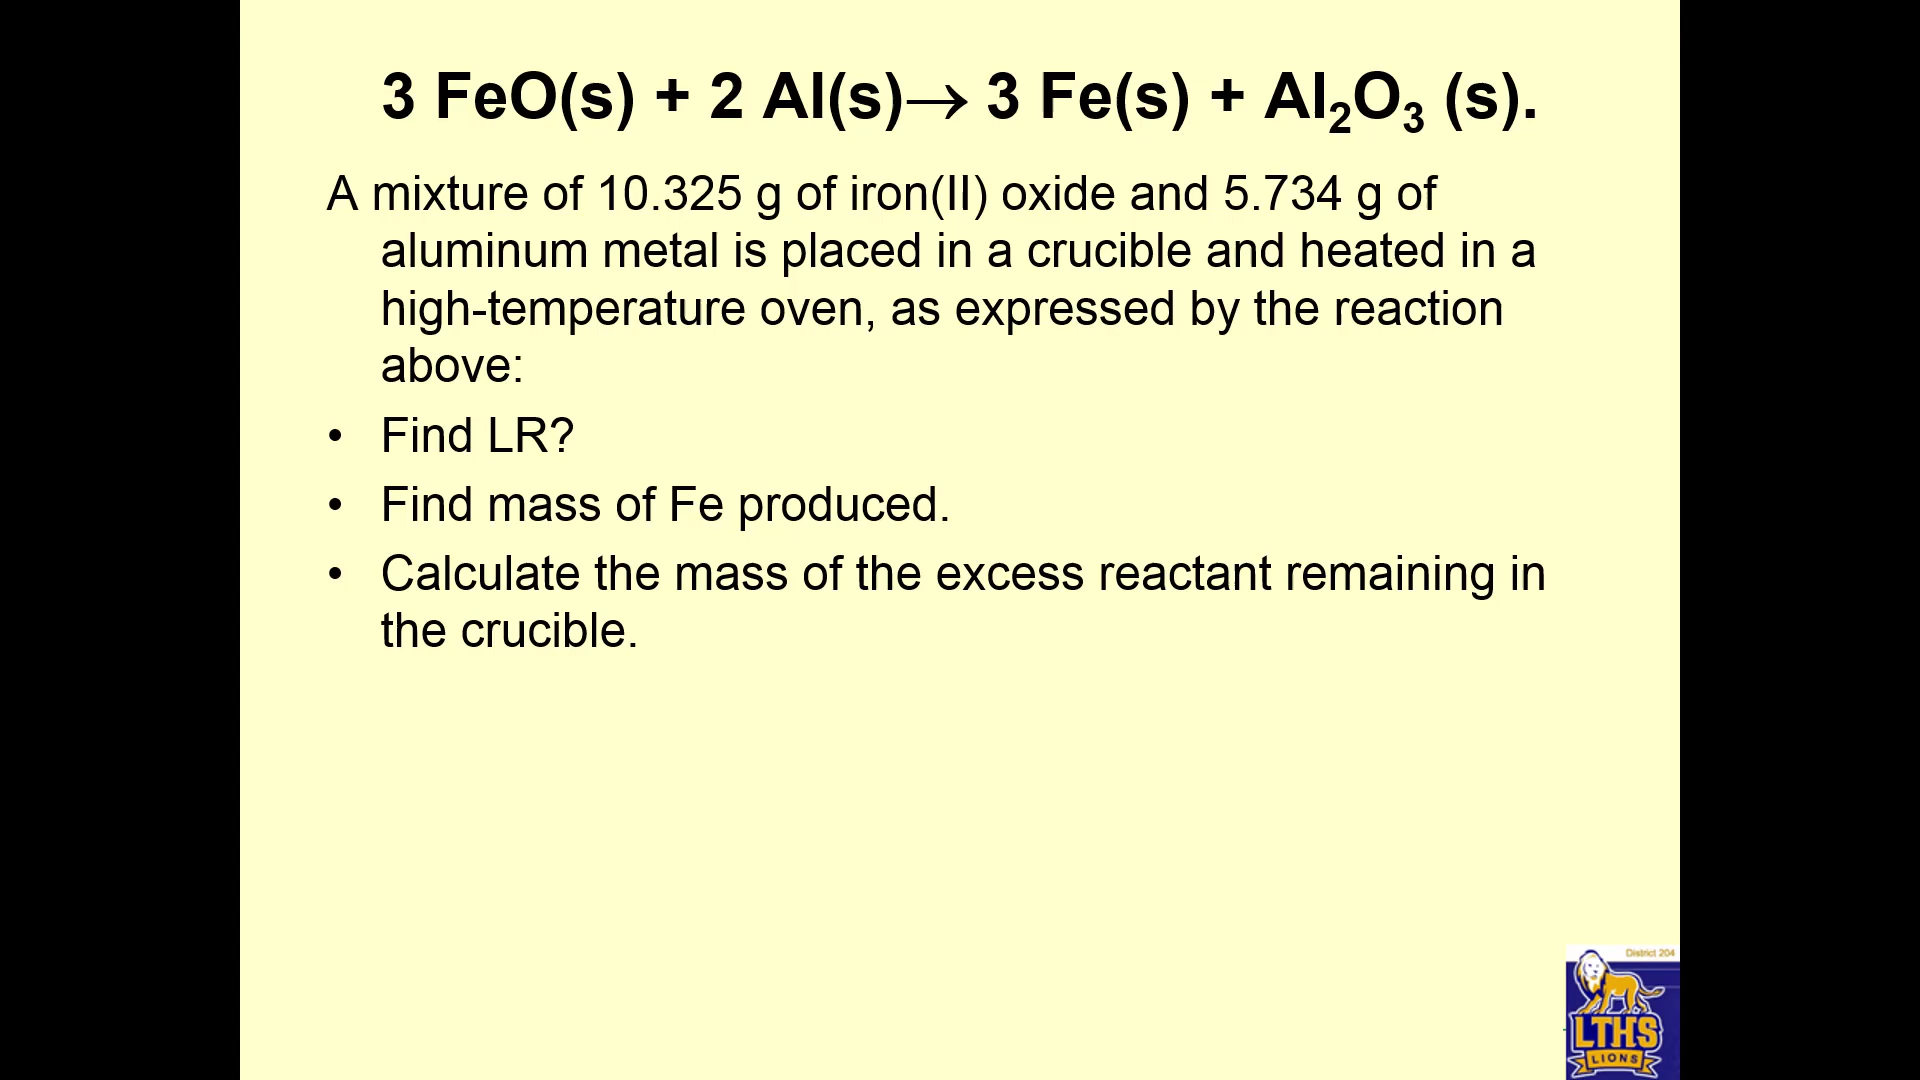 3 FeO(s) + 2 Al(s)→ 3 Fe(s) + Al₂O₃ (s).
A mixture of 10.325 g of iron(II) oxide and 5.734 g of
aluminum metal is placed in a crucible and heated in a
high-temperature oven, as expressed by the reaction
above:
• Find LR?
• Find mass of Fe produced.
• Calculate the mass of the excess reactant remaining in
the crucible.
District 204
LTHS
LIONS